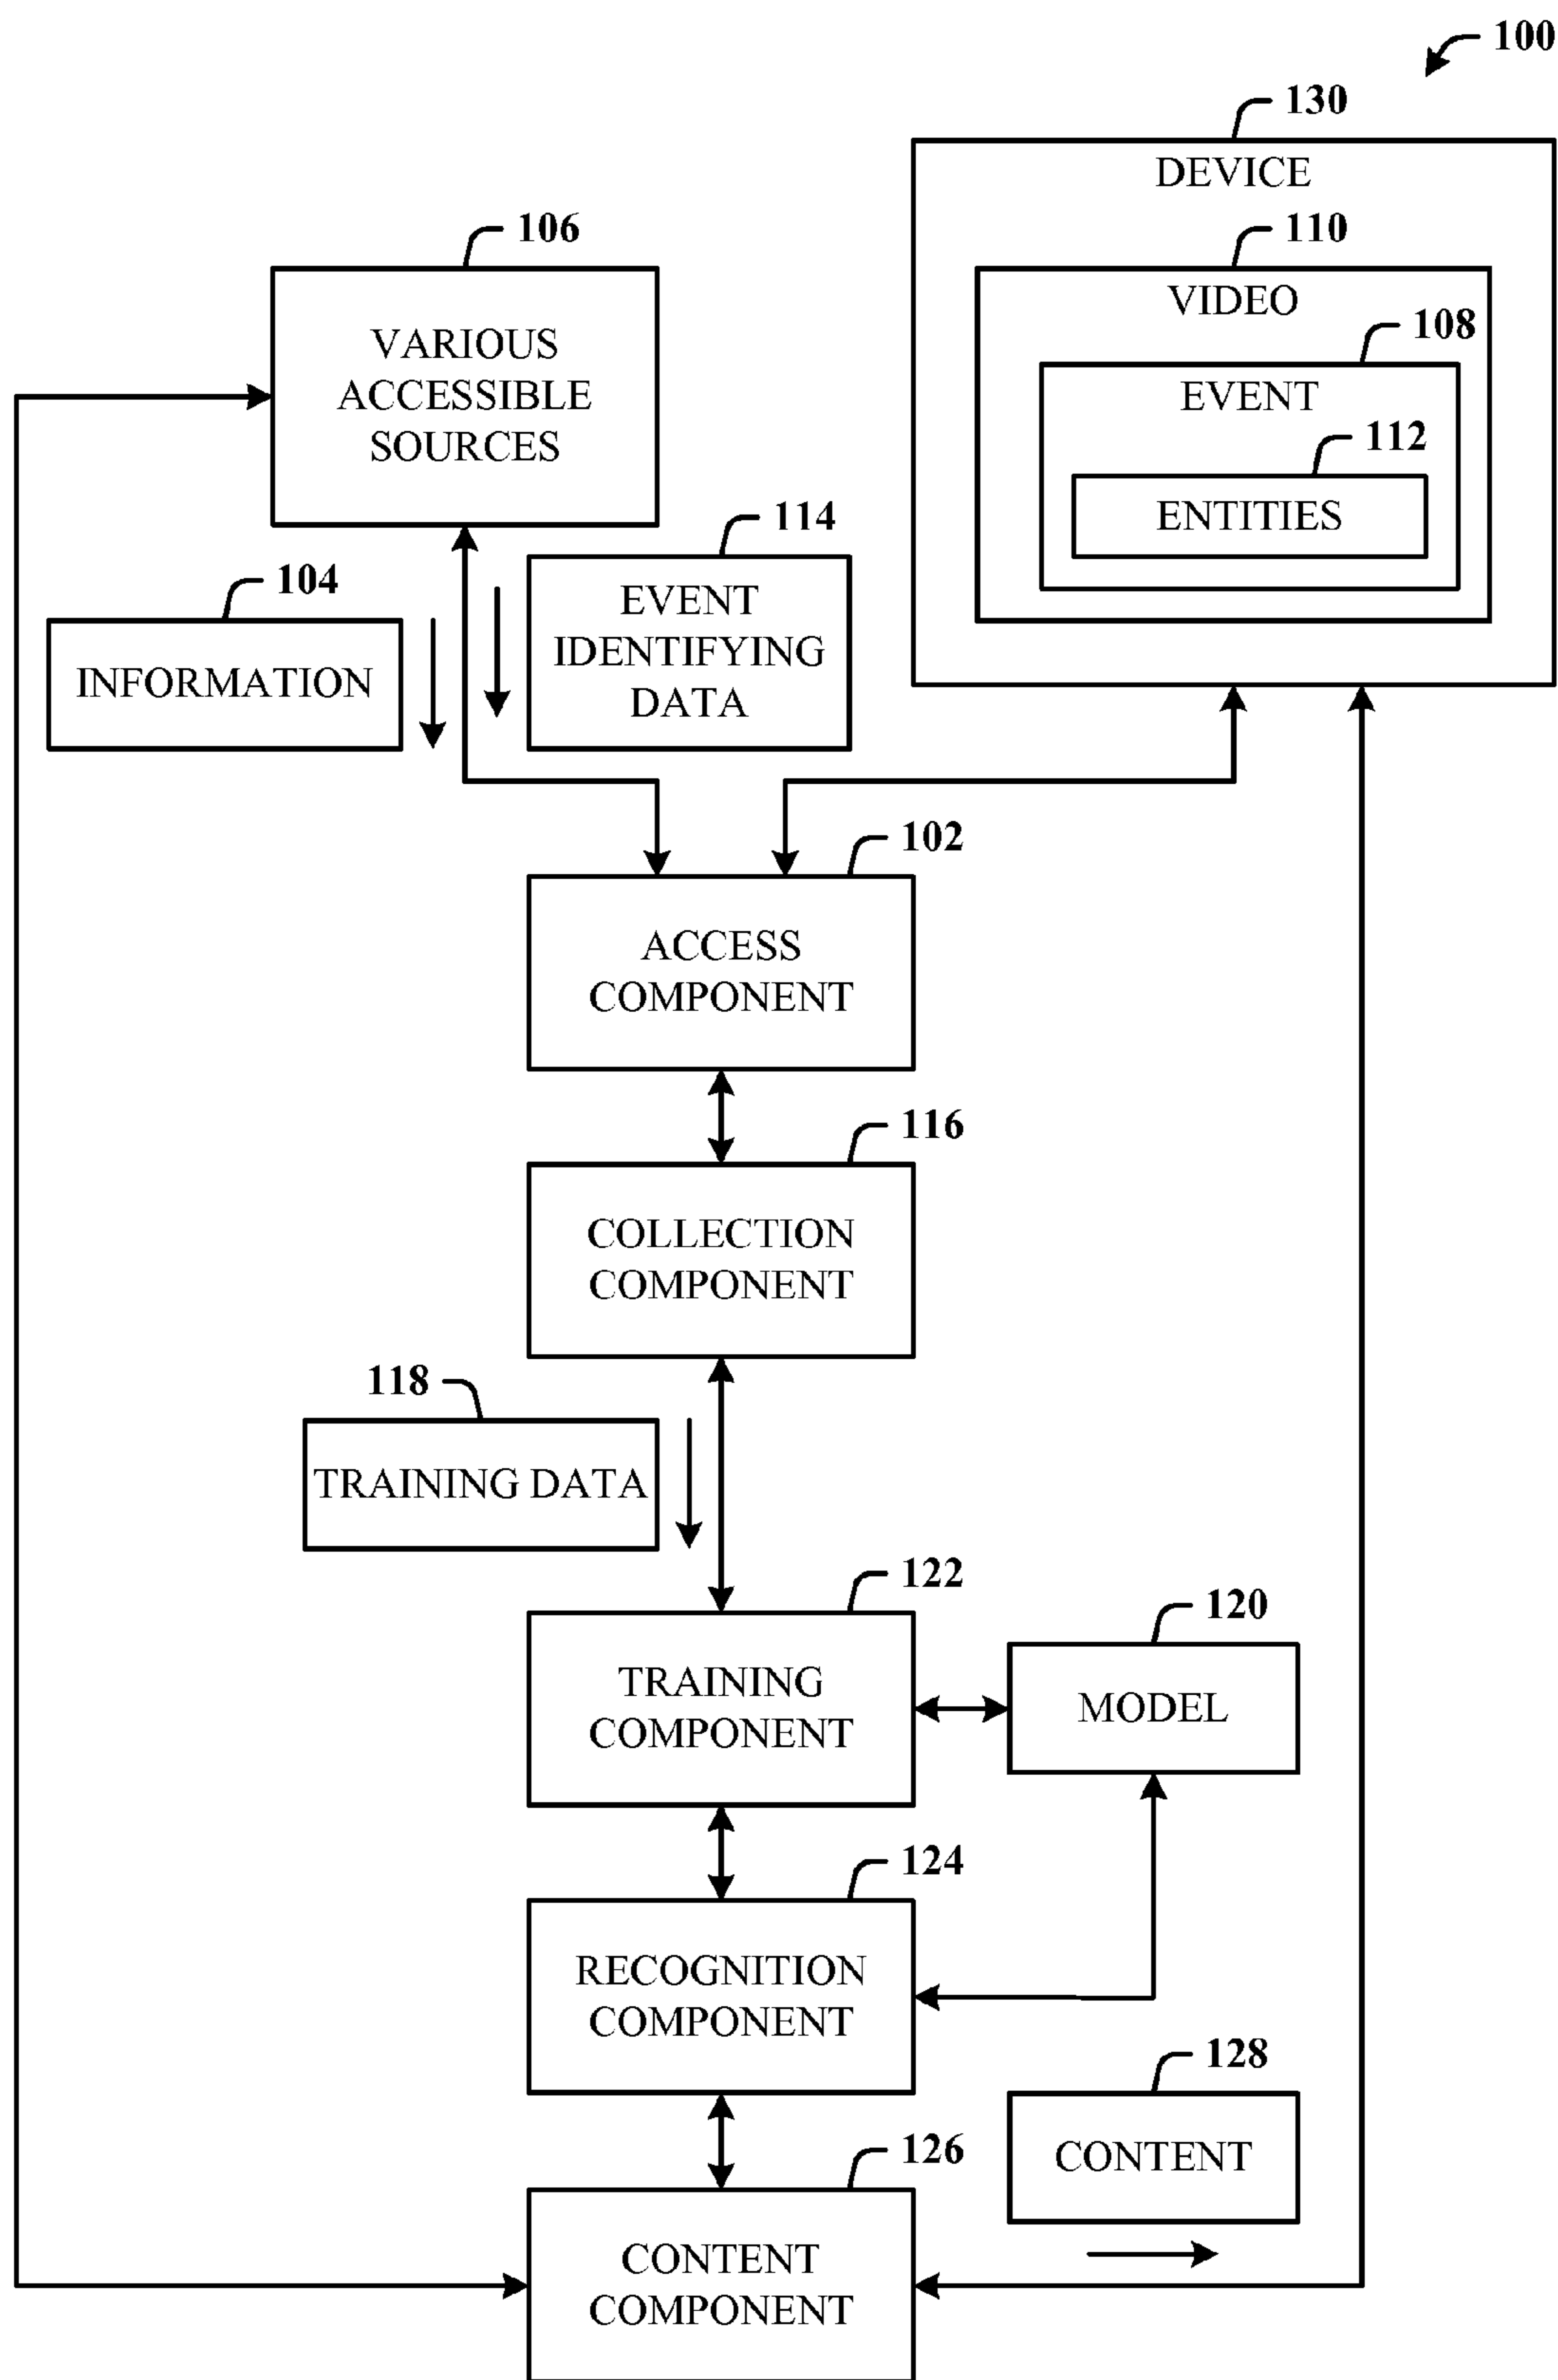 100
130
DEVICE
106
110
VARIOUS
ACCESSIBLE
SOURCES
VIDEO
108
EVENT
112
ENTITIES
114
EVENT
IDENTIFYING
DATA
104
INFORMATION
102
ACCESS
COMPONENT
116
COLLECTION
COMPONENT
118
TRAINING DATA
122
TRAINING
COMPONENT
120
MODEL
124
RECOGNITION
COMPONENT
128
CONTENT
126
CONTENT
COMPONENT